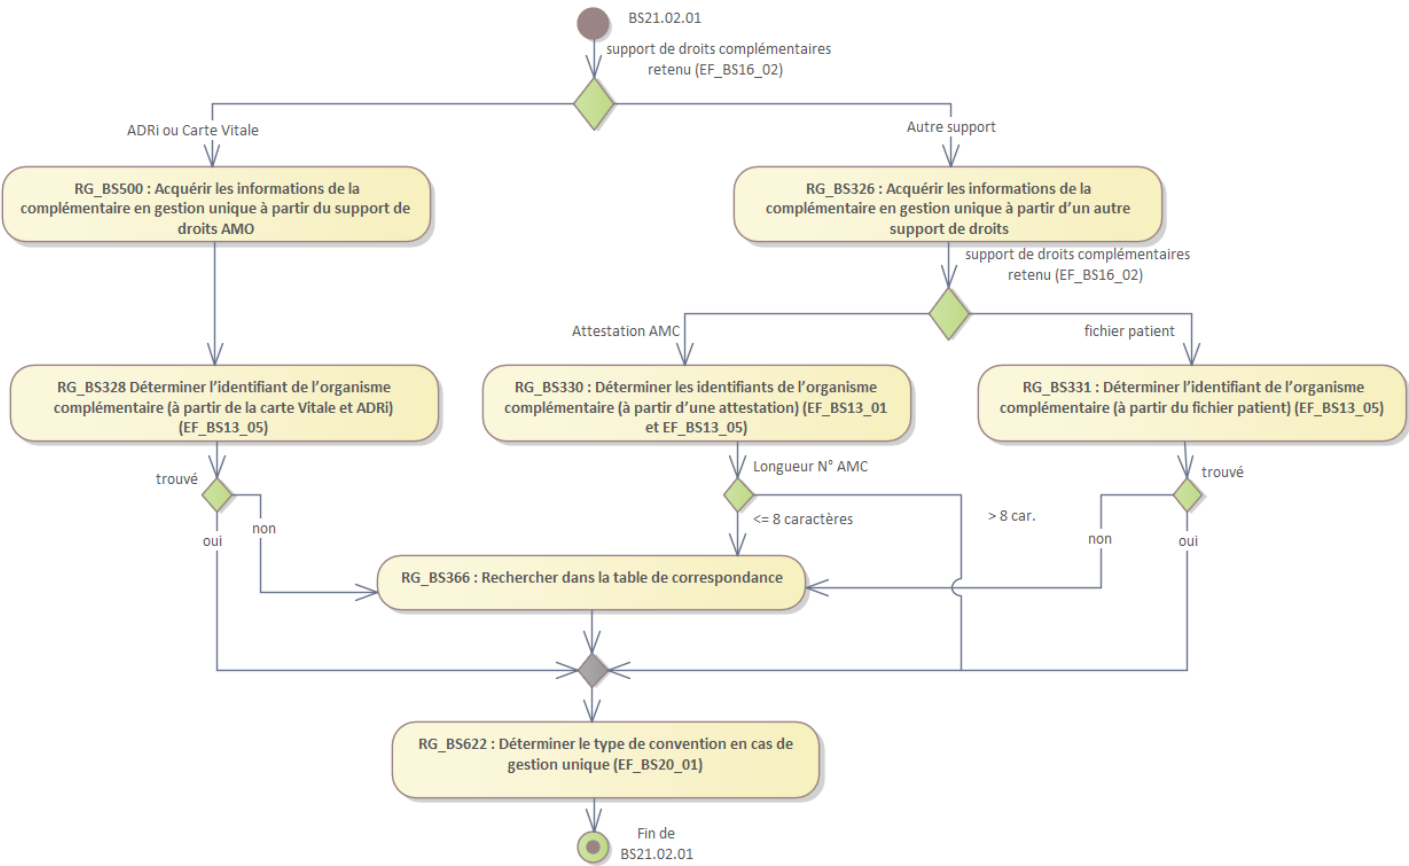 BS21.02.01
support de droits complémentaires
retenu (EF_BS16_02)
ADRi ou Carte Vitale
Autre support
RG_BS500 : Acquérir les informations de la
complémentaire en gestion unique à partir du support de
droits AMO
RG_BS326 : Acquérir les informations de la
complémentaire en gestion unique à partir d’un autre
support de droits
support de droits complémentaires
retenu (EF_BS16_02)
Attestation AMC
fichier patient
RG_BS328 Déterminer l’identifiant de l’organisme
complémentaire (à partir de la carte Vitale et ADRi)
(EF_BS13_05)
RG_BS330 : Déterminer les identifiants de l’organisme
complémentaire (à partir d’une attestation) (EF_BS13_01
et EF_BS13_05)
RG_BS331 : Déterminer l’identifiant de l’organisme
complémentaire (à partir du fichier patient) (EF_BS13_05)
trouvé
Longueur N° AMC
trouvé
non
oui
<= 8 caractères
> 8 car.
non
oui
RG_BS366 : Rechercher dans la table de correspondance
RG_BS622 : Déterminer le type de convention en cas de
gestion unique (EF_BS20_01)
Fin de
BS21.02.01